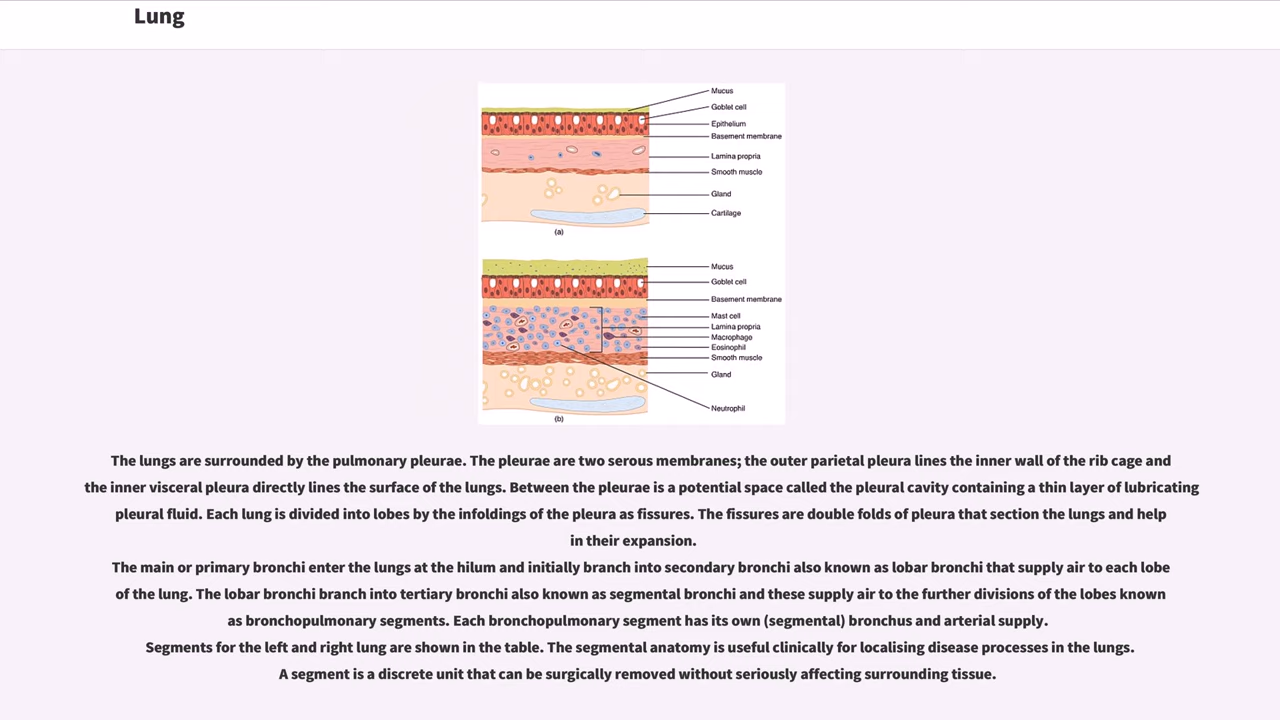 Lung
Mucus
Goblet cell
Epithelium
Basement membrane
Lamina propria
Smooth muscle
Gland
Cartilage
(a)
Mucus
Goblet cell
Basement membrane
Mast cell
Lamina propria
Macrophage
Eosinophil
Smooth muscle
Gland
Neutrophil
(b)
The lungs are surrounded by the pulmonary pleurae. The pleurae are two serous membranes; the outer parietal pleura lines the inner wall of the rib cage and
the inner visceral pleura directly lines the surface of the lungs. Between the pleurae is a potential space called the pleural cavity containing a thin layer of lubricating
pleural fluid. Each lung is divided into lobes by the infoldings of the pleura as fissures. The fissures are double folds of pleura that section the lungs and help
in their expansion.
The main or primary bronchi enter the lungs at the hilum and initially branch into secondary bronchi also known as lobar bronchi that supply air to each lobe
of the lung. The lobar bronchi branch into tertiary bronchi also known as segmental bronchi and these supply air to the further divisions of the lobes known
as bronchopulmonary segments. Each bronchopulmonary segment has its own (segmental) bronchus and arterial supply.
Segments for the left and right lung are shown in the table. The segmental anatomy is useful clinically for localising disease processes in the lungs.
A segment is a discrete unit that can be surgically removed without seriously affecting surrounding tissue.